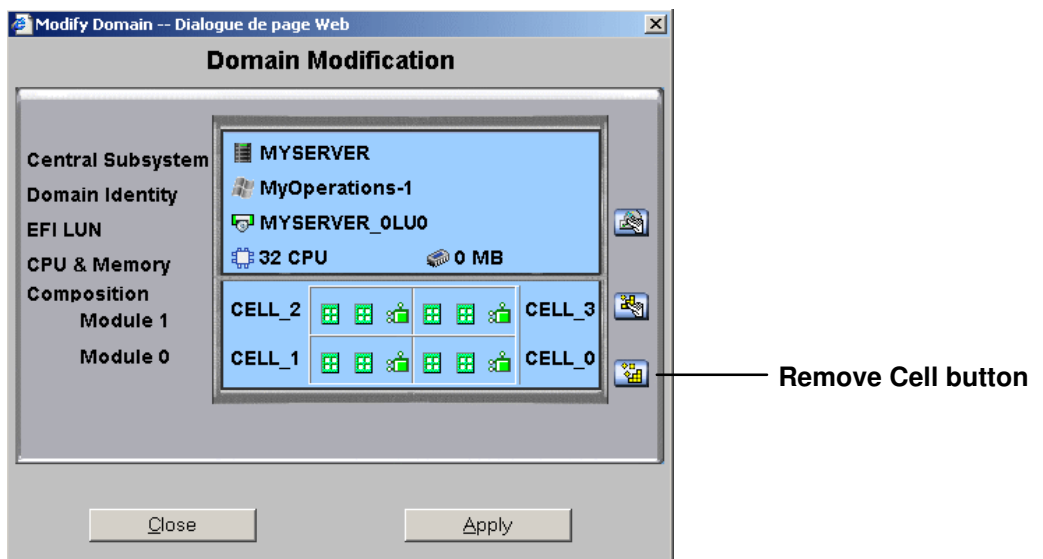 Modify Domain -- Dialogue de page Web
Domain Modification
Central Subsystem
MYSERVER
Domain Identity
MyOperations-1
EFI LUN
MYSERVER_0LU0
CPU & Memory
32 CPU
0 MB
Composition
Module 1
CELL_2
CELL_3
Module 0
CELL_1
CELL_0
Remove Cell button
Close
Apply